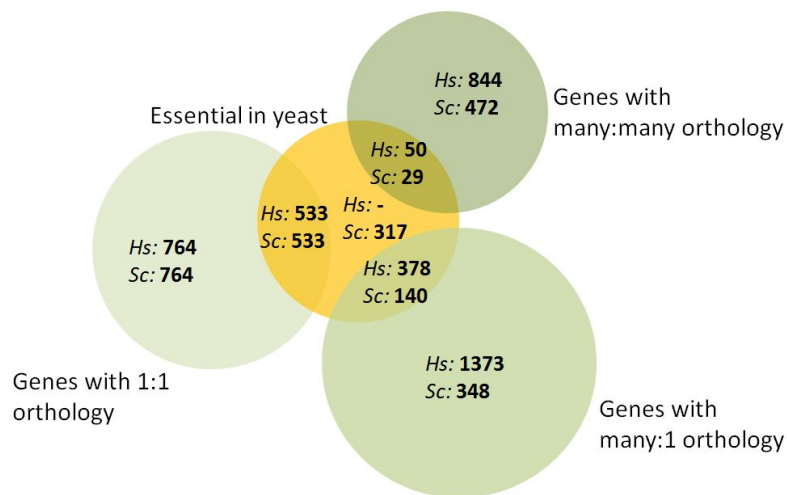 Hs: 844
Sc: 472
Genes with
many:many orthology
Essential in yeast
Hs: 50
Sc: 29
Hs: -
Sc: 317
Hs: 533
Sc: 533
Hs: 764
Sc: 764
Hs: 378
Sc: 140
Genes with 1:1
orthology
Hs: 1373
Sc: 348
Genes with
many:1 orthology